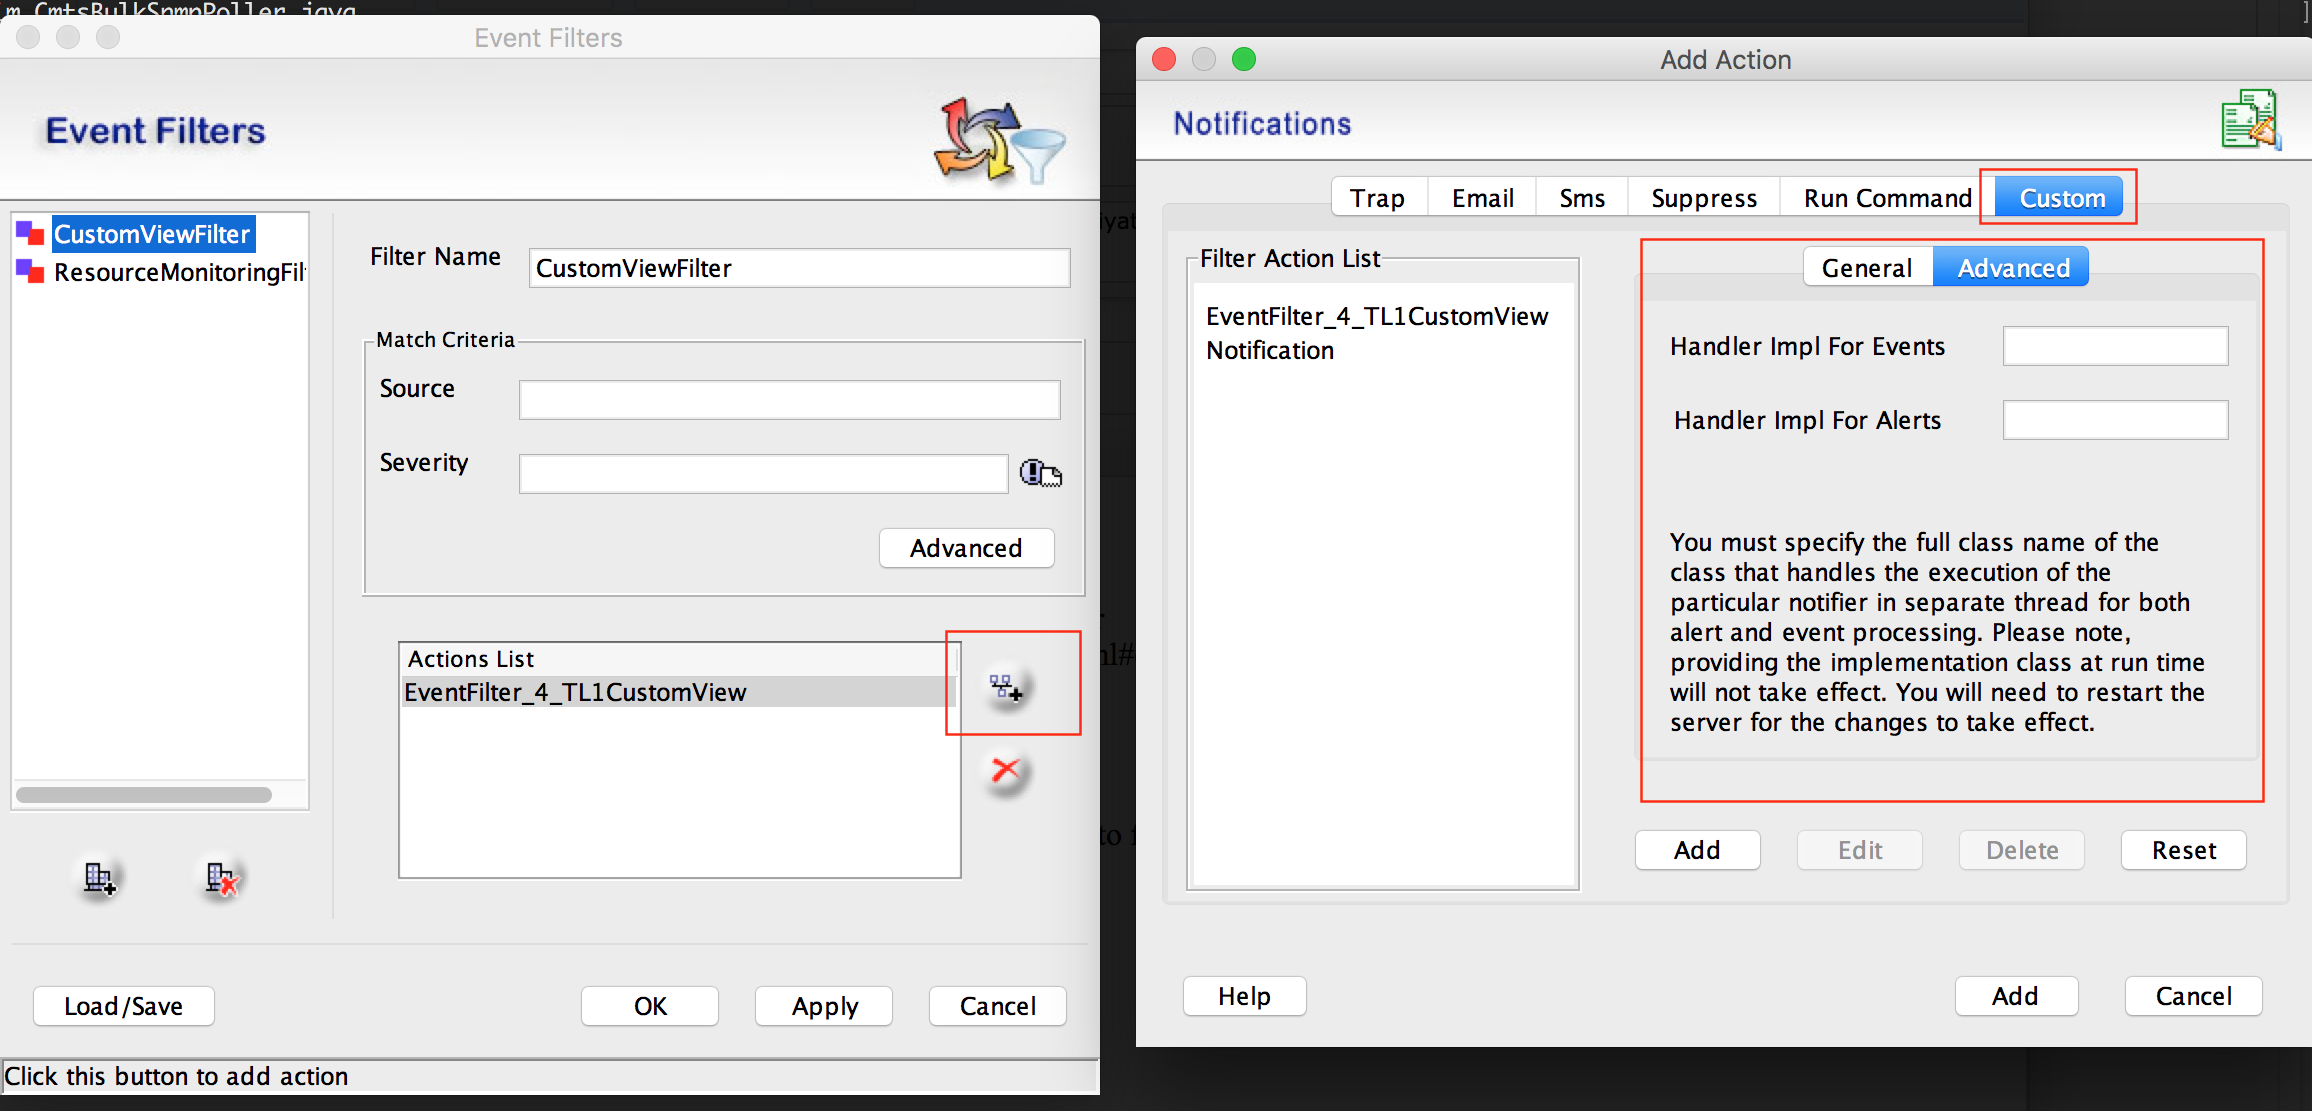 m CmtsBulkSnmpPoller.java
Event Filters
Event Filters
CustomViewFilter
ResourceMonitoringFil
Filter Name
CustomViewFilter
Match Criteria
Source
Severity
Advanced
Actions List
EventFilter_4_TL1CustomView
Load/Save
OK
Apply
Cancel
Click this button to add action
Add Action
Notifications
Trap
Email
Sms
Suppress
Run Command
Custom
Filter Action List
EventFilter_4_TL1CustomView
Notification
General
Advanced
Handler Impl For Events
Handler Impl For Alerts
You must specify the full class name of the
class that handles the execution of the
particular notifier in separate thread for both
alert and event processing. Please note,
providing the implementation class at run time
will not take effect. You will need to restart the
server for the changes to take effect.
Add
Edit
Delete
Reset
Help
Add
Cancel